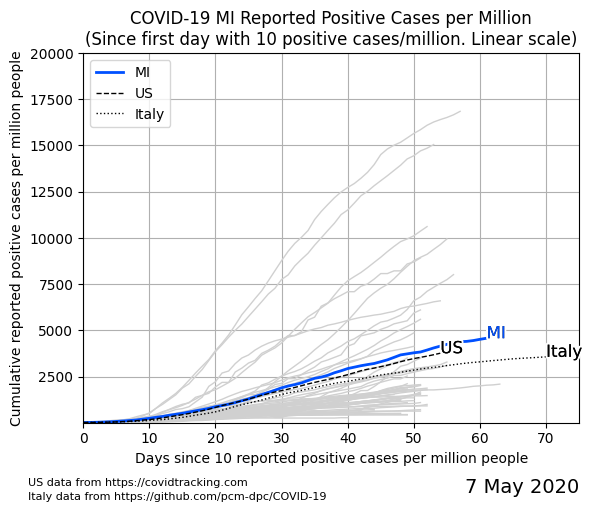 COVID-19 MI Reported Positive Cases per Million
(Since first day with 10 positive cases/million. Linear scale)
Cumulative reported positive cases per million people
20000
17500
15000
12500
10000
7500
5000
2500
MI
US
Italy
MI
US
Italy
0 10 20 30 40 50 60 70
Days since 10 reported positive cases per million people
US data from https://covidtracking.com
Italy data from https://github.com/pcm-dpc/COVID-19
7 May 2020